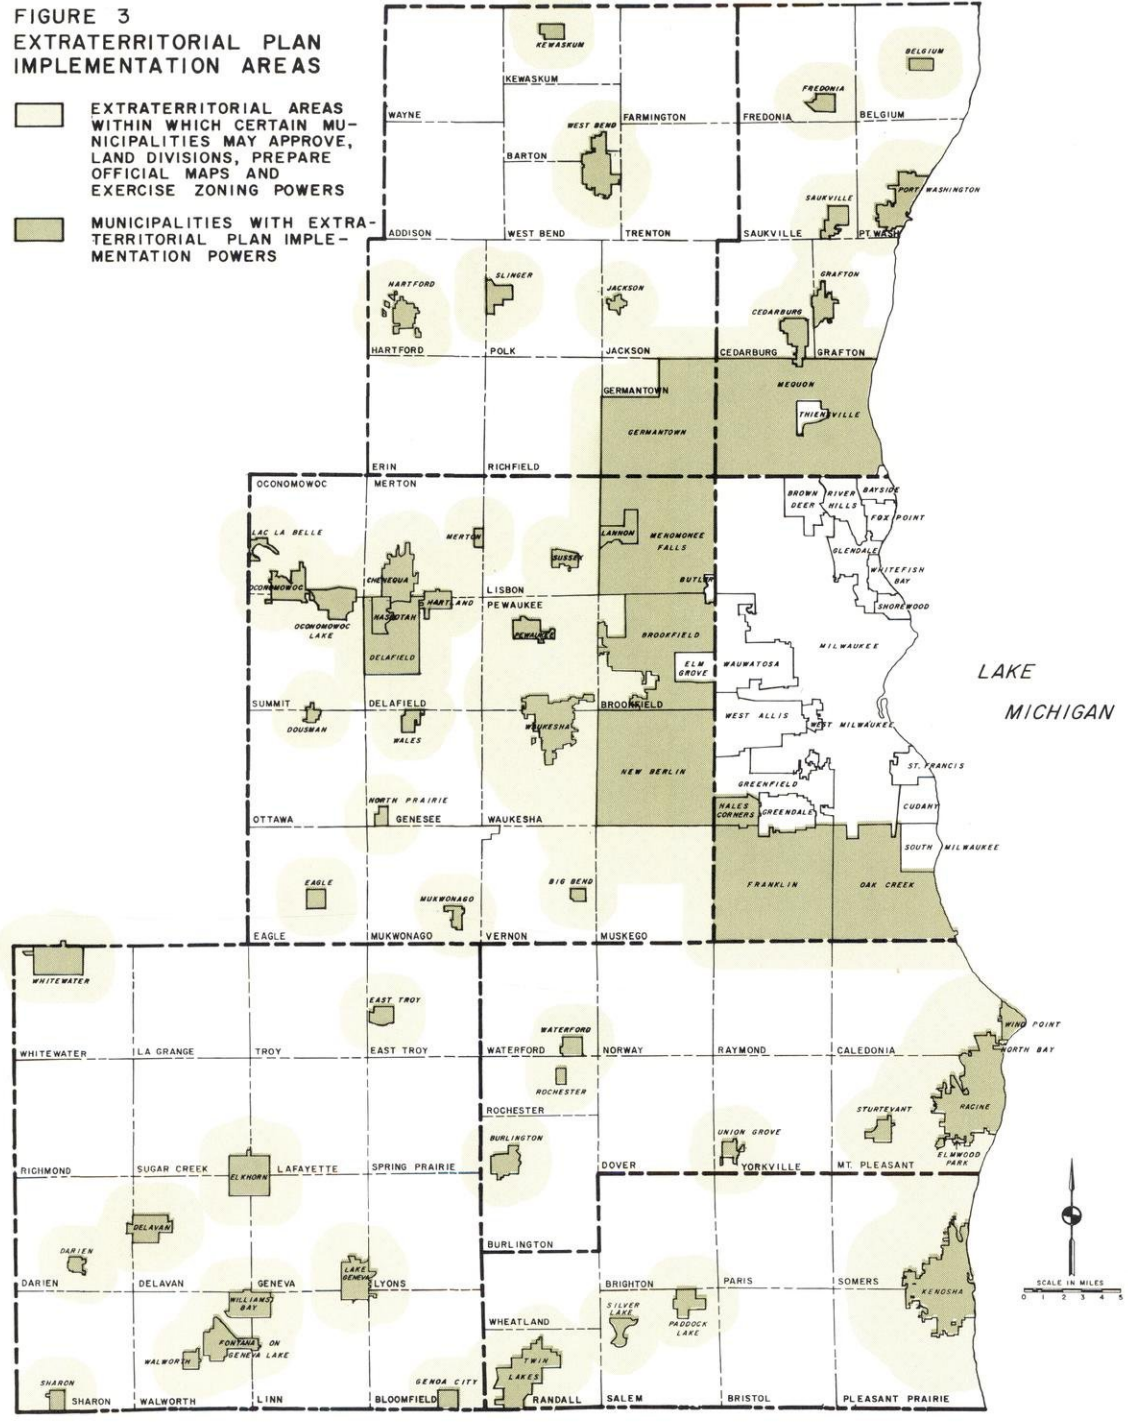 FIGURE 3
EXTRATERRITORIAL PLAN
IMPLEMENTATION AREAS
EXTRATERRITORIAL AREAS
WITHIN WHICH CERTAIN MU-
NICIPALITIES MAY APPROVE,
LAND DIVISIONS, PREPARE
OFFICIAL MAPS AND
EXERCISE ZONING POWERS
MUNICIPALITIES WITH EXTRA-
TERRITORIAL PLAN IMPLE-
MENTATION POWERS
KEWASKUM
KEWASKUM
BELGIUM
FREDONIA
WAYNE
FARMINGTON
FREDONIA
BELGIUM
WEST BEND
BARTON
PORT WASHINGTON
SAUKVILLE
ADDISON
WEST BEND
TRENTON
SAUKVILLE
PT. WASH.
HARTFORD
SLINGER
JACKSON
GRAFTON
CEDARBURG
HARTFORD
POLK
JACKSON
CEDARBURG
GRAFTON
GERMANTOWN
MEQUON
THIENSVILLE
GERMANTOWN
ERIN
RICHFIELD
OCONOMOWOC
MERTON
BROWN
DEER
RIVER
HILLS
BAYSIDE
FOX POINT
LAC LA BELLE
MERTON
SUSSEX
LANNON
MENOMONEE
FALLS
GLENDALE
WHITEFISH
BAY
OCONOMOWOC
CHENEQUA
BUTLER
LISBON
HARTLAND
PEWAUKEE
SHOREWOOD
OCONOMOWOC
LAKE
NASHOTAH
PEWAUKEE
BROOKFIELD
MILWAUKEE
DELAFIELD
ELM
GROVE
WAUWATOSA
LAKE
MICHIGAN
SUMMIT
DELAFIELD
BROOKFIELD
DOUSMAN
WALES
WAUKESHA
WEST ALLIS
WEST MILWAUKEE
NEW BERLIN
ST. FRANCIS
GREENFIELD
NORTH PRAIRIE
HALES
CORNERS
GREENDALE
CUDAHY
OTTAWA
GENESEE
WAUKESHA
SOUTH MILWAUKEE
EAGLE
MUKWONAGO
BIG BEND
FRANKLIN
OAK CREEK
EAGLE
MUKWONAGO
VERNON
MUSKEGO
WHITEWATER
EAST TROY
WIND POINT
WATERFORD
NORTH BAY
WHITEWATER
LA GRANGE
TROY
EAST TROY
WATERFORD
NORWAY
RAYMOND
CALEDONIA
ROCHESTER
RACINE
ROCHESTER
STURTEVANT
BURLINGTON
UNION GROVE
ELMWOOD
PARK
RICHMOND
SUGAR CREEK
LAFAYETTE
SPRING PRAIRIE
DOVER
YORKVILLE
MT. PLEASANT
ELKHORN
DELAVAN
DARIEN
BURLINGTON
LAKE
GENEVA
DARIEN
DELAVAN
GENEVA
LYONS
BRIGHTON
PARIS
SOMERS
KENOSHA
SCALE IN MILES
0 1 2 3 4 5
WILLIAMS
BAY
SILVER
LAKE
PADDOCK
LAKE
WHEATLAND
FONTANA ON
GENEVA LAKE
WALWORTH
TWIN
LAKES
SHARON
GENOA CITY
SHARON
WALWORTH
LINN
BLOOMFIELD
RANDALL
SALEM
BRISTOL
PLEASANT PRAIRIE